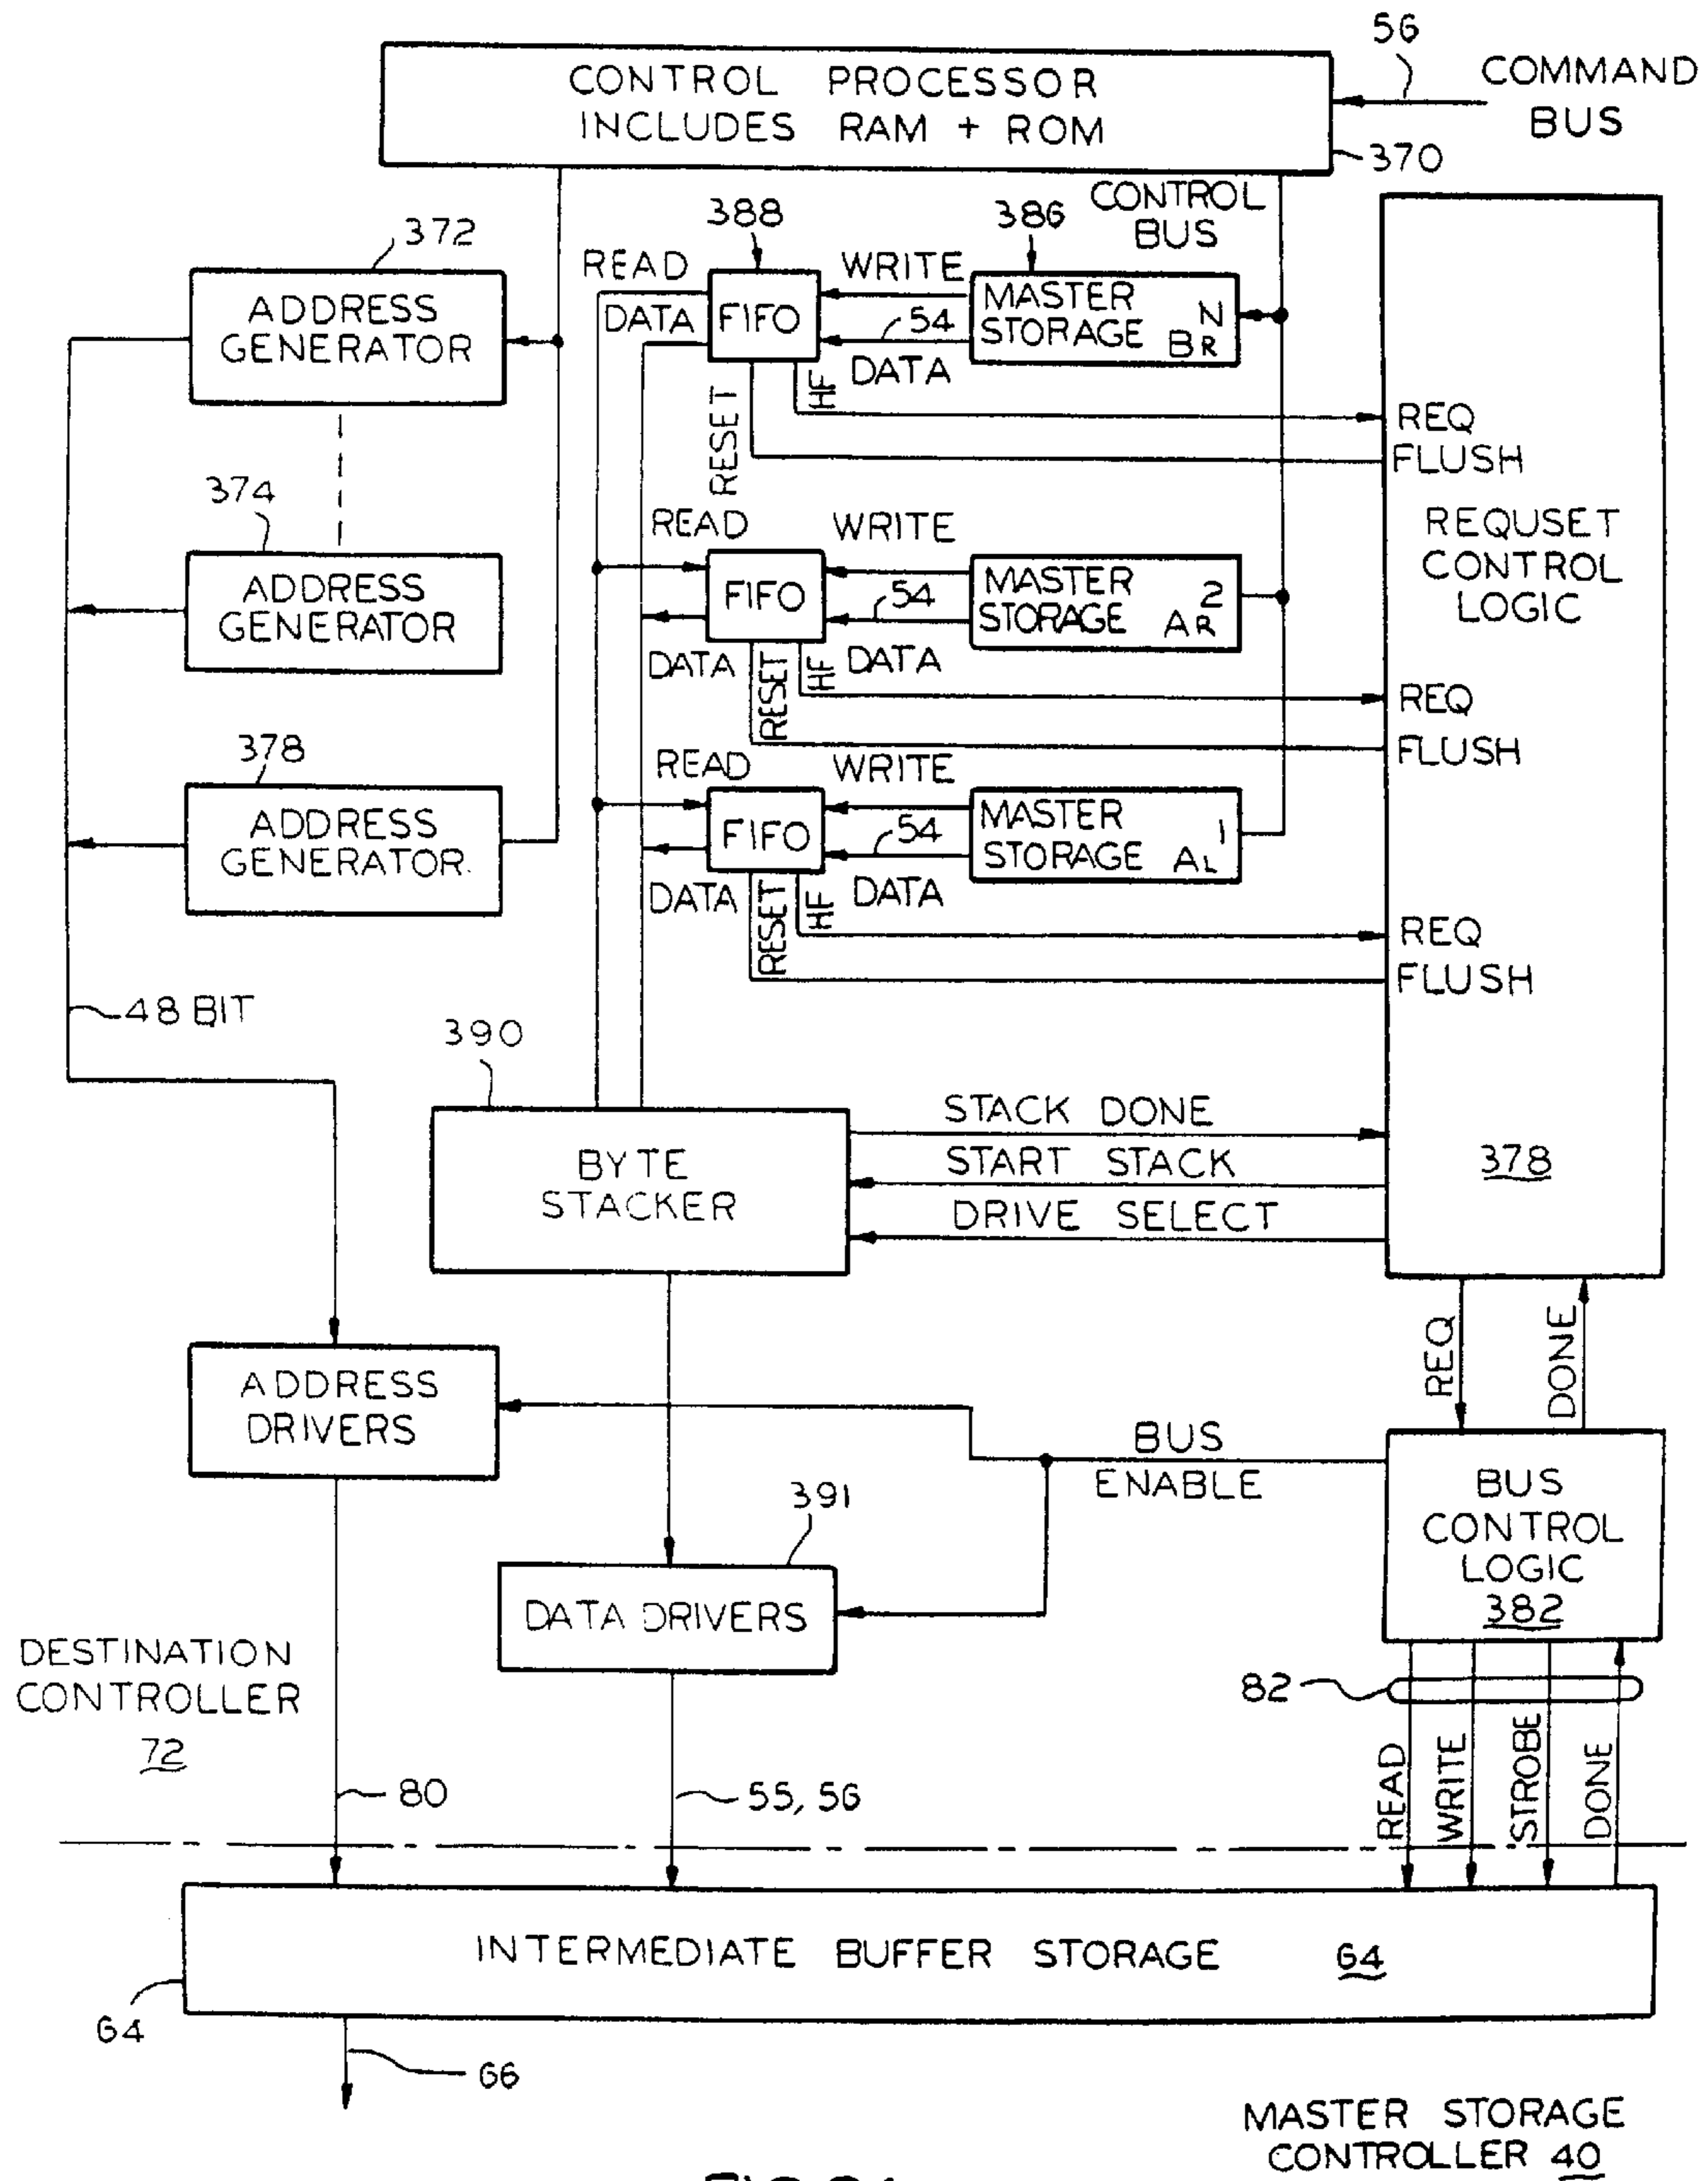 56
COMMAND
BUS
CONTROL PROCESSOR
INCLUDES RAM + ROM
370
CONTROL
BUS
388
386
372
READ
WRITE
ADDRESS
GENERATOR
DATA
FIFO
54
DATA
MASTER
STORAGE
N
BR
RESET
HF
REQ
FLUSH
REQUSET
CONTROL
LOGIC
374
READ
WRITE
ADDRESS
GENERATOR
FIFO
54
MASTER
STORAGE
2
AR
DATA
RESET
HF
DATA
REQ
FLUSH
378
READ
WRITE
ADDRESS
GENERATOR
FIFO
54
MASTER
STORAGE
1
AL
DATA
RESET
HF
DATA
REQ
FLUSH
48 BIT
390
STACK DONE
START STACK
DRIVE SELECT
BYTE
STACKER
378
REQ
DONE
ADDRESS
DRIVERS
BUS
ENABLE
BUS
CONTROL
LOGIC
382
391
DATA DRIVERS
DESTINATION
CONTROLLER
72
82
80
55, 56
READ
WRITE
STROBE
DONE
INTERMEDIATE BUFFER STORAGE 64
64
66
MASTER STORAGE
CONTROLLER 40